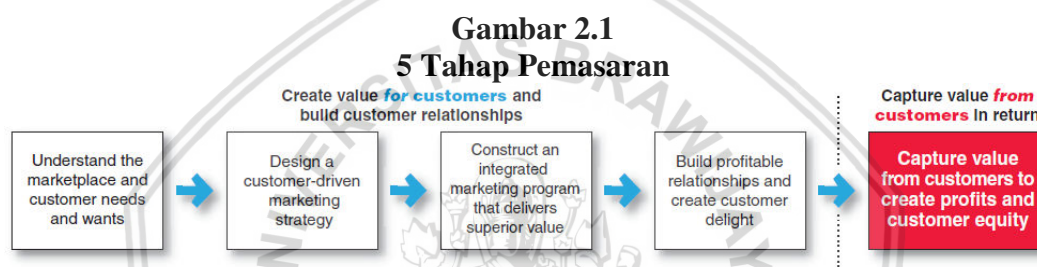 Gambar 2.1
5 Tahap Pemasaran
Create value for customers and
build customer relationships
Capture value from
customers in return
Understand the
marketplace and
customer needs
and wants
Design a
customer-driven
marketing
strategy
Construct an
integrated
marketing program
that delivers
superior value
Build profitable
relationships and
create customer
delight
Capture value
from customers to
create profits and
customer equity
UNIVERSITAS BRAWIJAYA